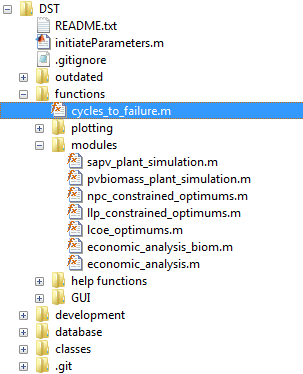 DST
README.txt
initiateParameters.m
.gitignore
outdated
functions
cycles_to_failure.m
plotting
modules
sapv_plant_simulation.m
pvbiomass_plant_simulation.m
npc_constrained_optimums.m
llp_constrained_optimums.m
lcoe_optimums.m
economic_analysis_biom.m
economic_analysis.m
help functions
GUI
development
database
classes
.git